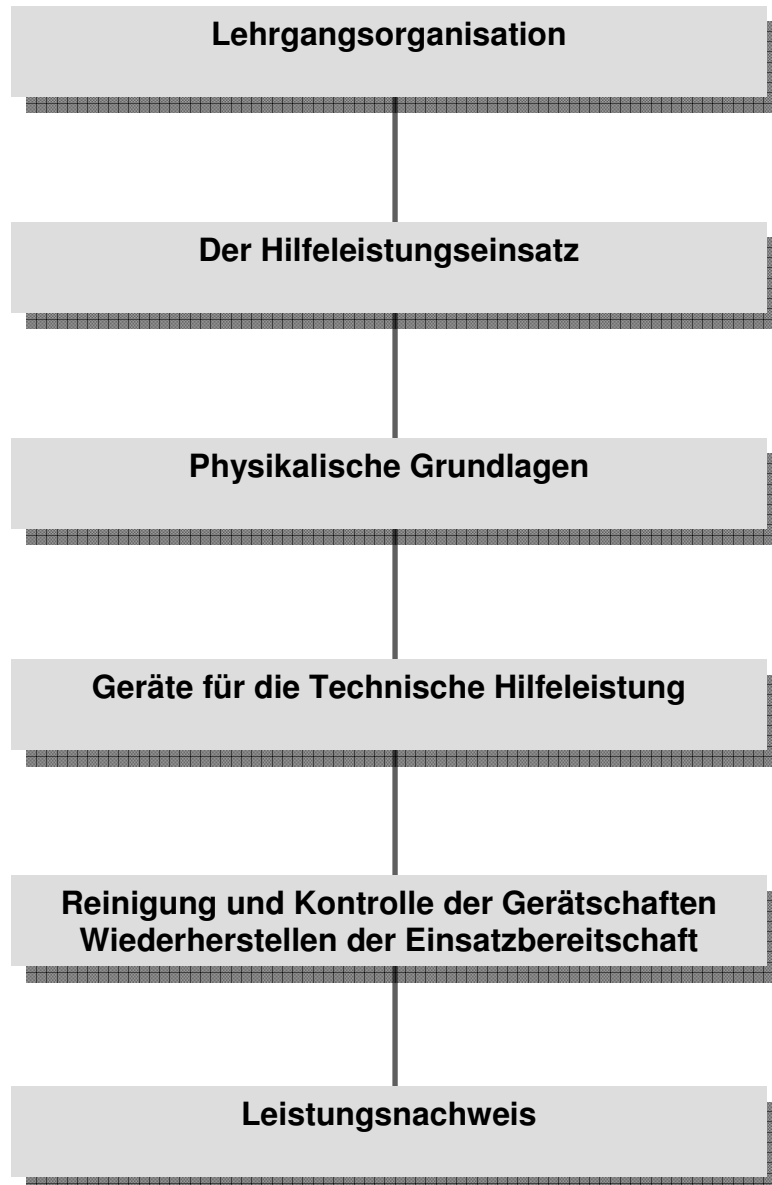 Lehrgangsorganisation
Der Hilfeleistungseinsatz
Physikalische Grundlagen
Geräte für die Technische Hilfeleistung
Reinigung und Kontrolle der Gerätschaften
Wiederherstellen der Einsatzbereitschaft
Leistungsnachweis